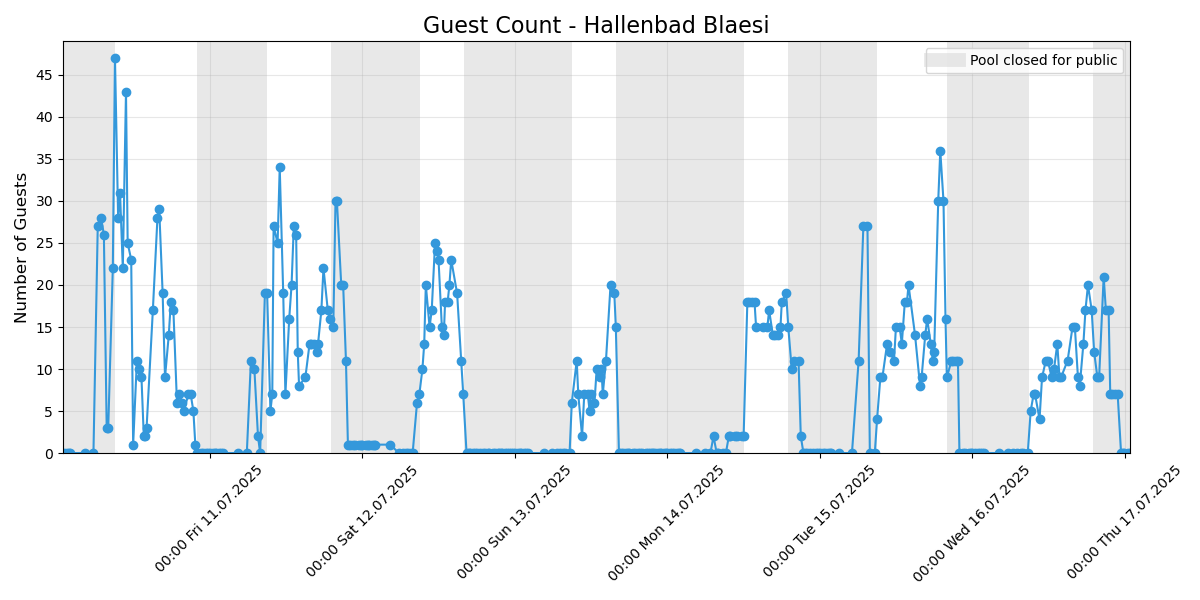 Guest Count - Hallenbad Blaesi
Pool closed for public
Number of Guests
45
40
35
30
25
20
15
10
5
0
00:00 Fri 11.07.2025
00:00 Sat 12.07.2025
00:00 Sun 13.07.2025
00:00 Mon 14.07.2025
00:00 Tue 15.07.2025
00:00 Wed 16.07.2025
00:00 Thu 17.07.2025